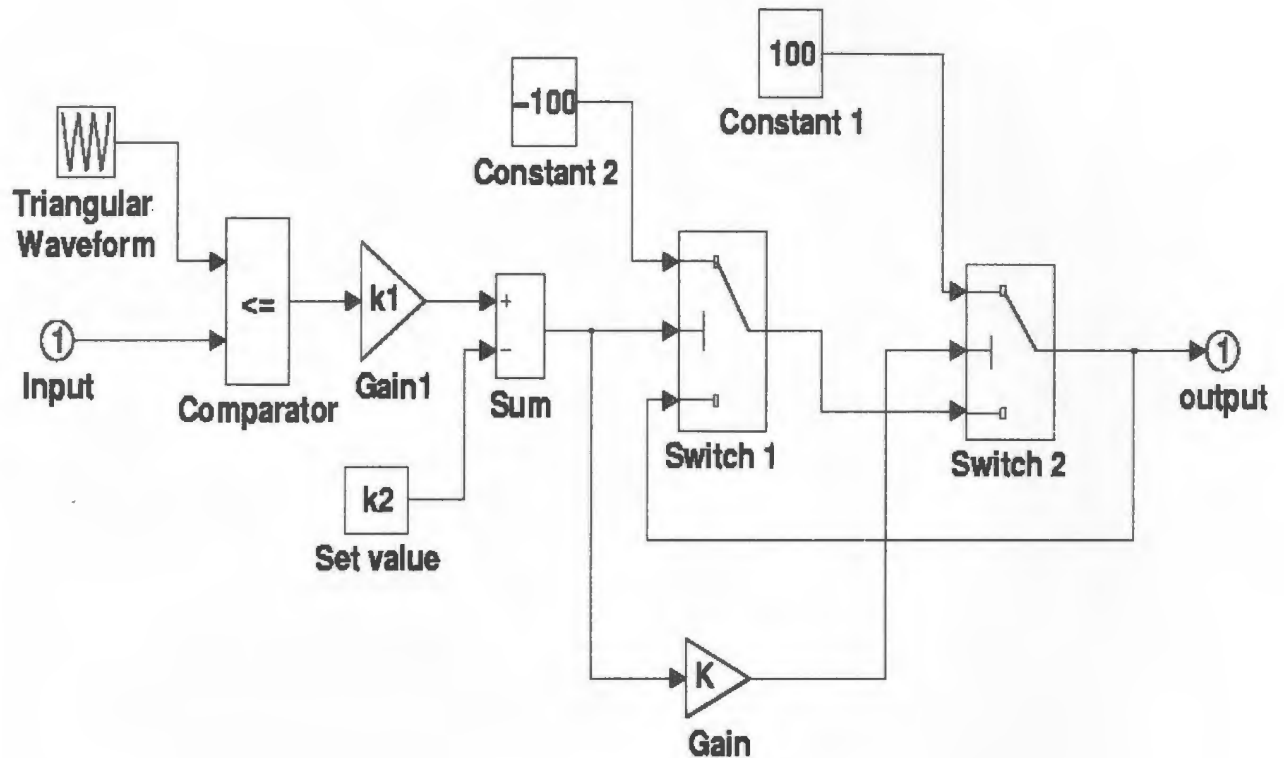 100
Constant 1
−100
Constant 2
Triangular
Waveform
<=
Comparator
k1
Gain1
+
−
Sum
1
Input
k2
Set value
Switch 1
Switch 2
1
output
K
Gain